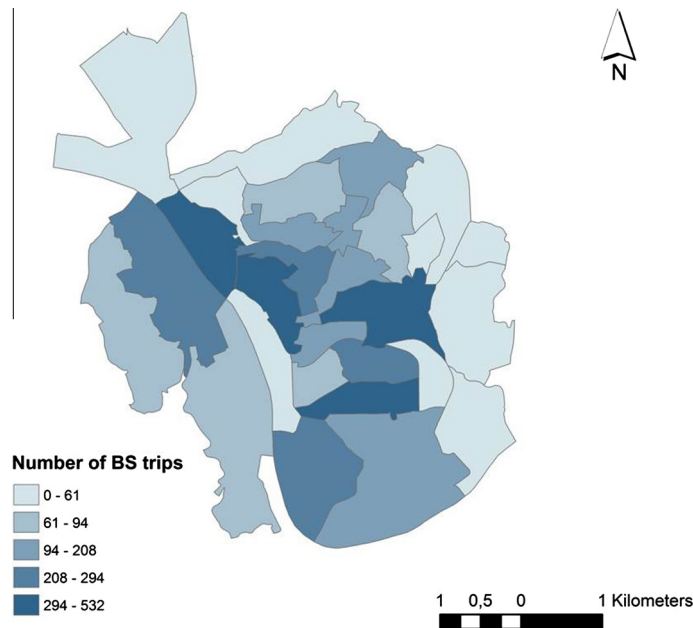 N
Number of BS trips
0 - 61
61 - 94
94 - 208
208 - 294
294 - 532
1 0,5 0 1 Kilometers